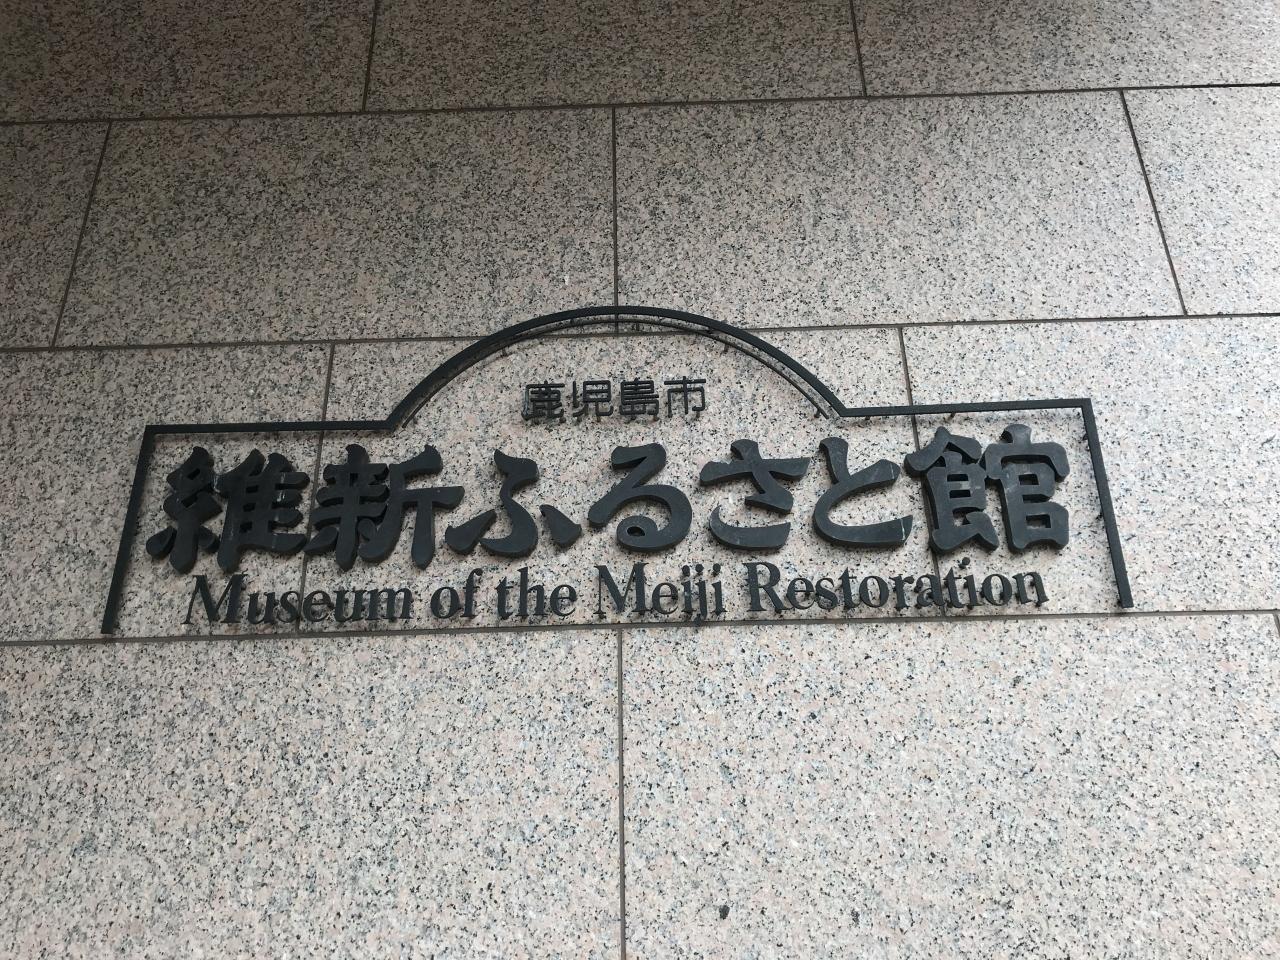 鹿児島市
維新ふるさと館
Museum of the Meiji Restoration